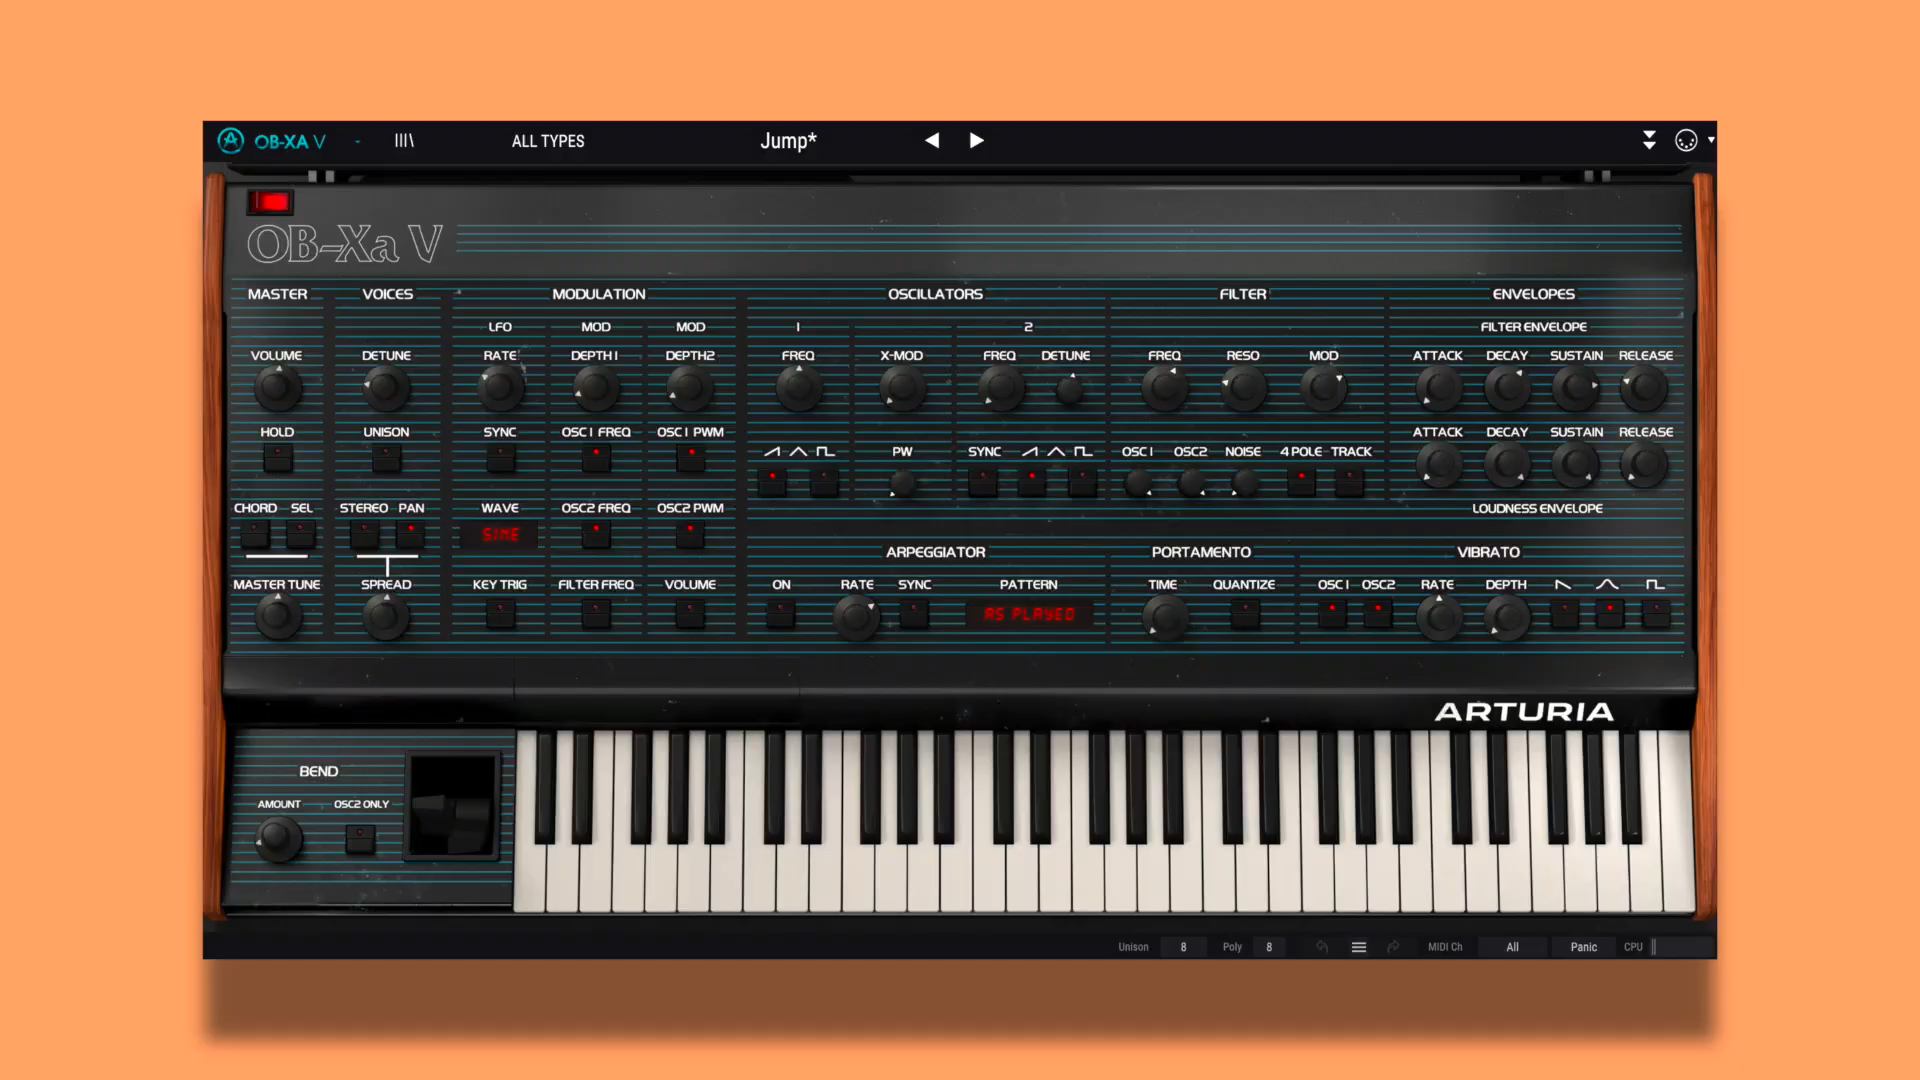 OB-XA V ALL TYPES Jump*
OB-Xa V
MASTER VOICES MODULATION OSCILLATORS FILTER ENVELOPES
LFO MOD MOD 1 2 FILTER ENVELOPE
VOLUME DETUNE RATE DEPTH1 DEPTH2 FREQ X-MOD FREQ DETUNE FREQ RESO MOD ATTACK DECAY SUSTAIN RELEASE
HOLD UNISON SYNC OSC1 FREQ OSC1 PWM ATTACK DECAY SUSTAIN RELEASE
PW SYNC OSC1 OSC2 NOISE 4 POLE TRACK
CHORD SEL STEREO PAN WAVE OSC2 FREQ OSC2 PWM LOUDNESS ENVELOPE
SINE
ARPEGGIATOR PORTAMENTO VIBRATO
MASTER TUNE SPREAD KEY TRIG FILTER FREQ VOLUME ON RATE SYNC PATTERN TIME QUANTIZE OSC1 OSC2 RATE DEPTH
AS PLAYED
ARTURIA
BEND
AMOUNT OSC2 ONLY
Unison 8 Poly 8 MIDI Ch All Panic CPU